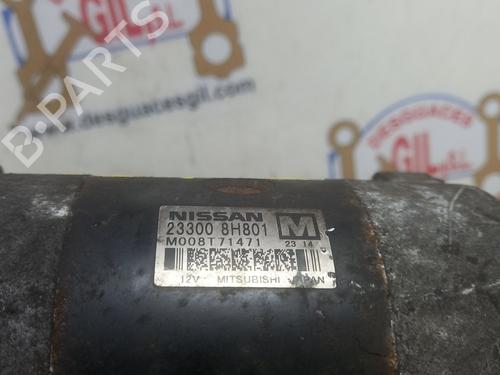 B-PARTS
GIL S.L.
www.desguacesgil.com
DESGUACES
GIL S.L.
NISSAN M
23300 8H801
M008T71471 23 14
12V MITSUBISHI JAPAN